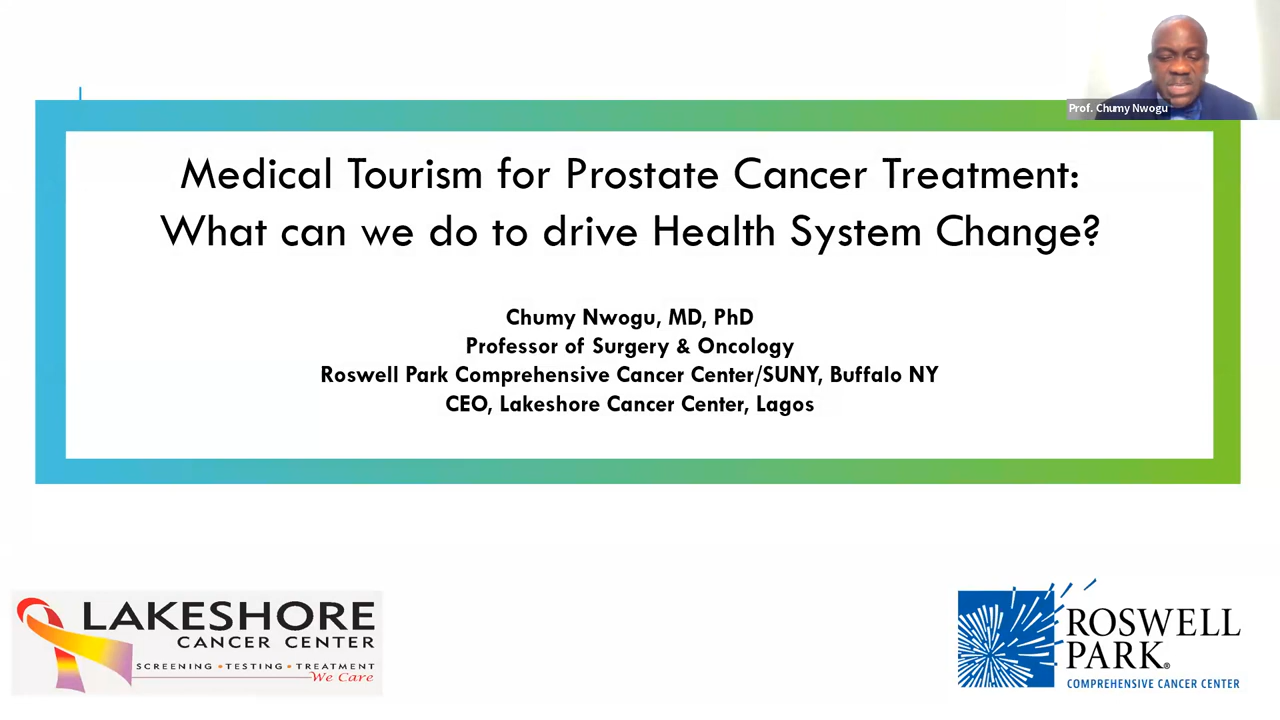 Prof. Chumy Nwogu
Medical Tourism for Prostate Cancer Treatment:
What can we do to drive Health System Change?
Chumy Nwogu, MD, PhD
Professor of Surgery & Oncology
Roswell Park Comprehensive Cancer Center/SUNY, Buffalo NY
CEO, Lakeshore Cancer Center, Lagos
LAKESHORE
CANCER CENTER
SCREENING • TESTING • TREATMENT
We Care
ROSWELL
PARK®
COMPREHENSIVE CANCER CENTER